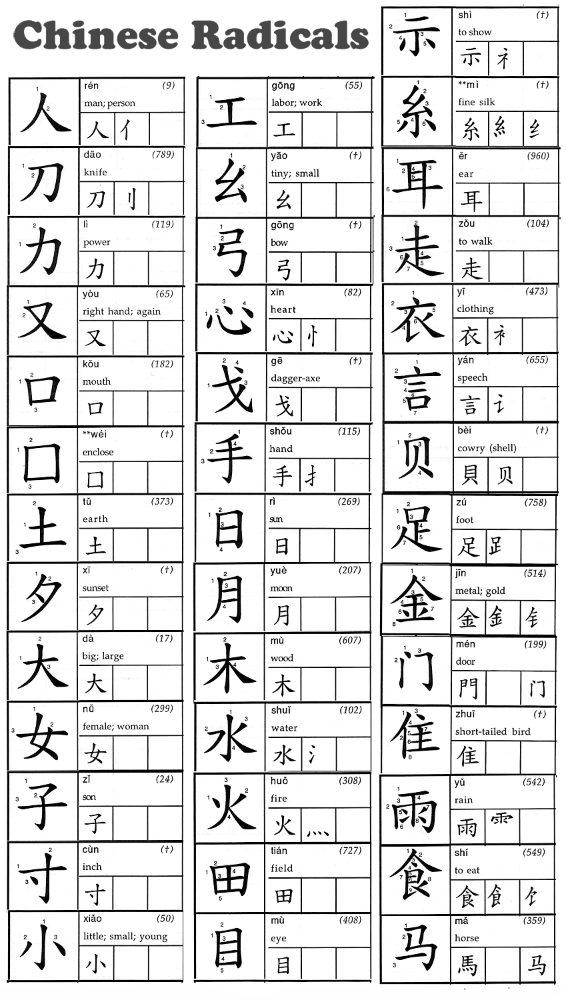 Chinese Radicals
人
rén (9)
man; person
人 亻
刀
dāo (789)
knife
刀 刂
力
lì (119)
power
力
又
yòu (65)
right hand; again
又
口
kǒu (182)
mouth
口
囗
**wéi (†)
enclose
囗
土
tǔ (373)
earth
土
夕
xī (†)
sunset
夕
大
dà (17)
big; large
大
女
nǚ (299)
female; woman
女
子
zǐ (24)
son
子
寸
cùn (†)
inch
寸
小
xiǎo (50)
little; small; young
小
工
gōng (55)
labor; work
工
幺
yāo (†)
tiny; small
幺
弓
gōng (†)
bow
弓
心
xīn (82)
heart
心 忄
戈
gē (†)
dagger-axe
戈
手
shǒu (115)
hand
手 扌
日
rì (269)
sun
日
月
yuè (207)
moon
月
木
mù (607)
wood
木
水
shuǐ (102)
water
水 氵
火
huǒ (308)
fire
火 灬
田
tián (727)
field
田
目
mù (408)
eye
目
示
shì (†)
to show
示 礻
糸
**mì (†)
fine silk
糸 糹 纟
耳
ěr (960)
ear
耳
走
zǒu (104)
to walk
走
衣
yī (473)
clothing
衣 衤
言
yán (655)
speech
言 讠
贝
bèi (†)
cowry (shell)
貝 贝
足
zú (758)
foot
足 𧾷
金
jīn (514)
metal; gold
金 釒 钅
门
mén (199)
door
門 门
隹
zhuī (†)
short-tailed bird
隹
雨
yǔ (542)
rain
雨 ⻗
食
shí (549)
to eat
食 飠 饣
马
mǎ (359)
horse
馬 马